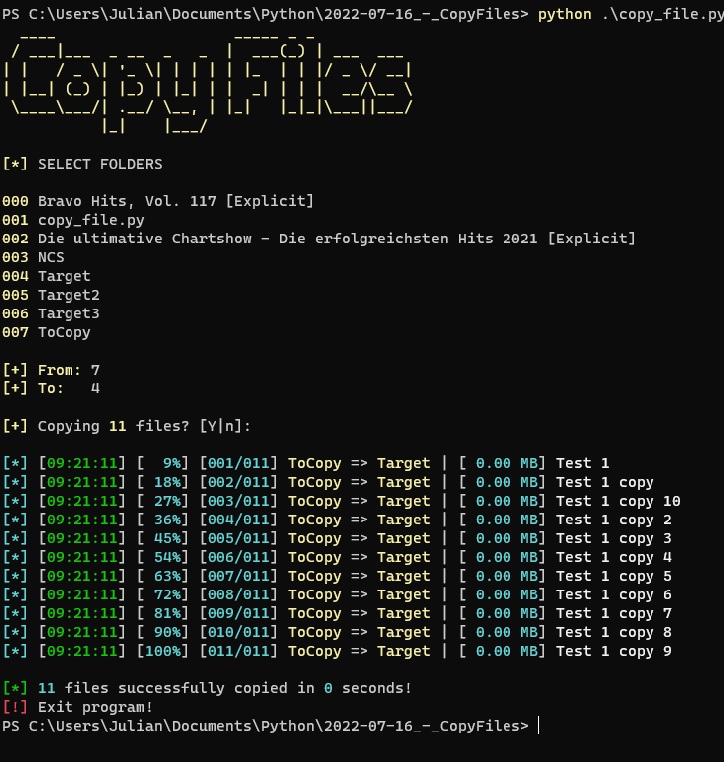 PS C:\Users\Julian\Documents\Python\2022-07-16_-_CopyFiles> python .\copy_file.py
CopyFiles
[*] SELECT FOLDERS
000 Bravo Hits, Vol. 117 [Explicit]
001 copy_file.py
002 Die ultimative Chartshow - Die erfolgreichsten Hits 2021 [Explicit]
003 NCS
004 Target
005 Target2
006 Target3
007 ToCopy
[+] From: 7
[+] To:   4
[+] Copying 11 files? [Y|n]:
[*] [09:21:11] [  9%] [001/011] ToCopy => Target | [ 0.00 MB] Test 1
[*] [09:21:11] [ 18%] [002/011] ToCopy => Target | [ 0.00 MB] Test 1 copy
[*] [09:21:11] [ 27%] [003/011] ToCopy => Target | [ 0.00 MB] Test 1 copy 10
[*] [09:21:11] [ 36%] [004/011] ToCopy => Target | [ 0.00 MB] Test 1 copy 2
[*] [09:21:11] [ 45%] [005/011] ToCopy => Target | [ 0.00 MB] Test 1 copy 3
[*] [09:21:11] [ 54%] [006/011] ToCopy => Target | [ 0.00 MB] Test 1 copy 4
[*] [09:21:11] [ 63%] [007/011] ToCopy => Target | [ 0.00 MB] Test 1 copy 5
[*] [09:21:11] [ 72%] [008/011] ToCopy => Target | [ 0.00 MB] Test 1 copy 6
[*] [09:21:11] [ 81%] [009/011] ToCopy => Target | [ 0.00 MB] Test 1 copy 7
[*] [09:21:11] [ 90%] [010/011] ToCopy => Target | [ 0.00 MB] Test 1 copy 8
[*] [09:21:11] [100%] [011/011] ToCopy => Target | [ 0.00 MB] Test 1 copy 9
[*] 11 files successfully copied in 0 seconds!
[!] Exit program!
PS C:\Users\Julian\Documents\Python\2022-07-16_-_CopyFiles>